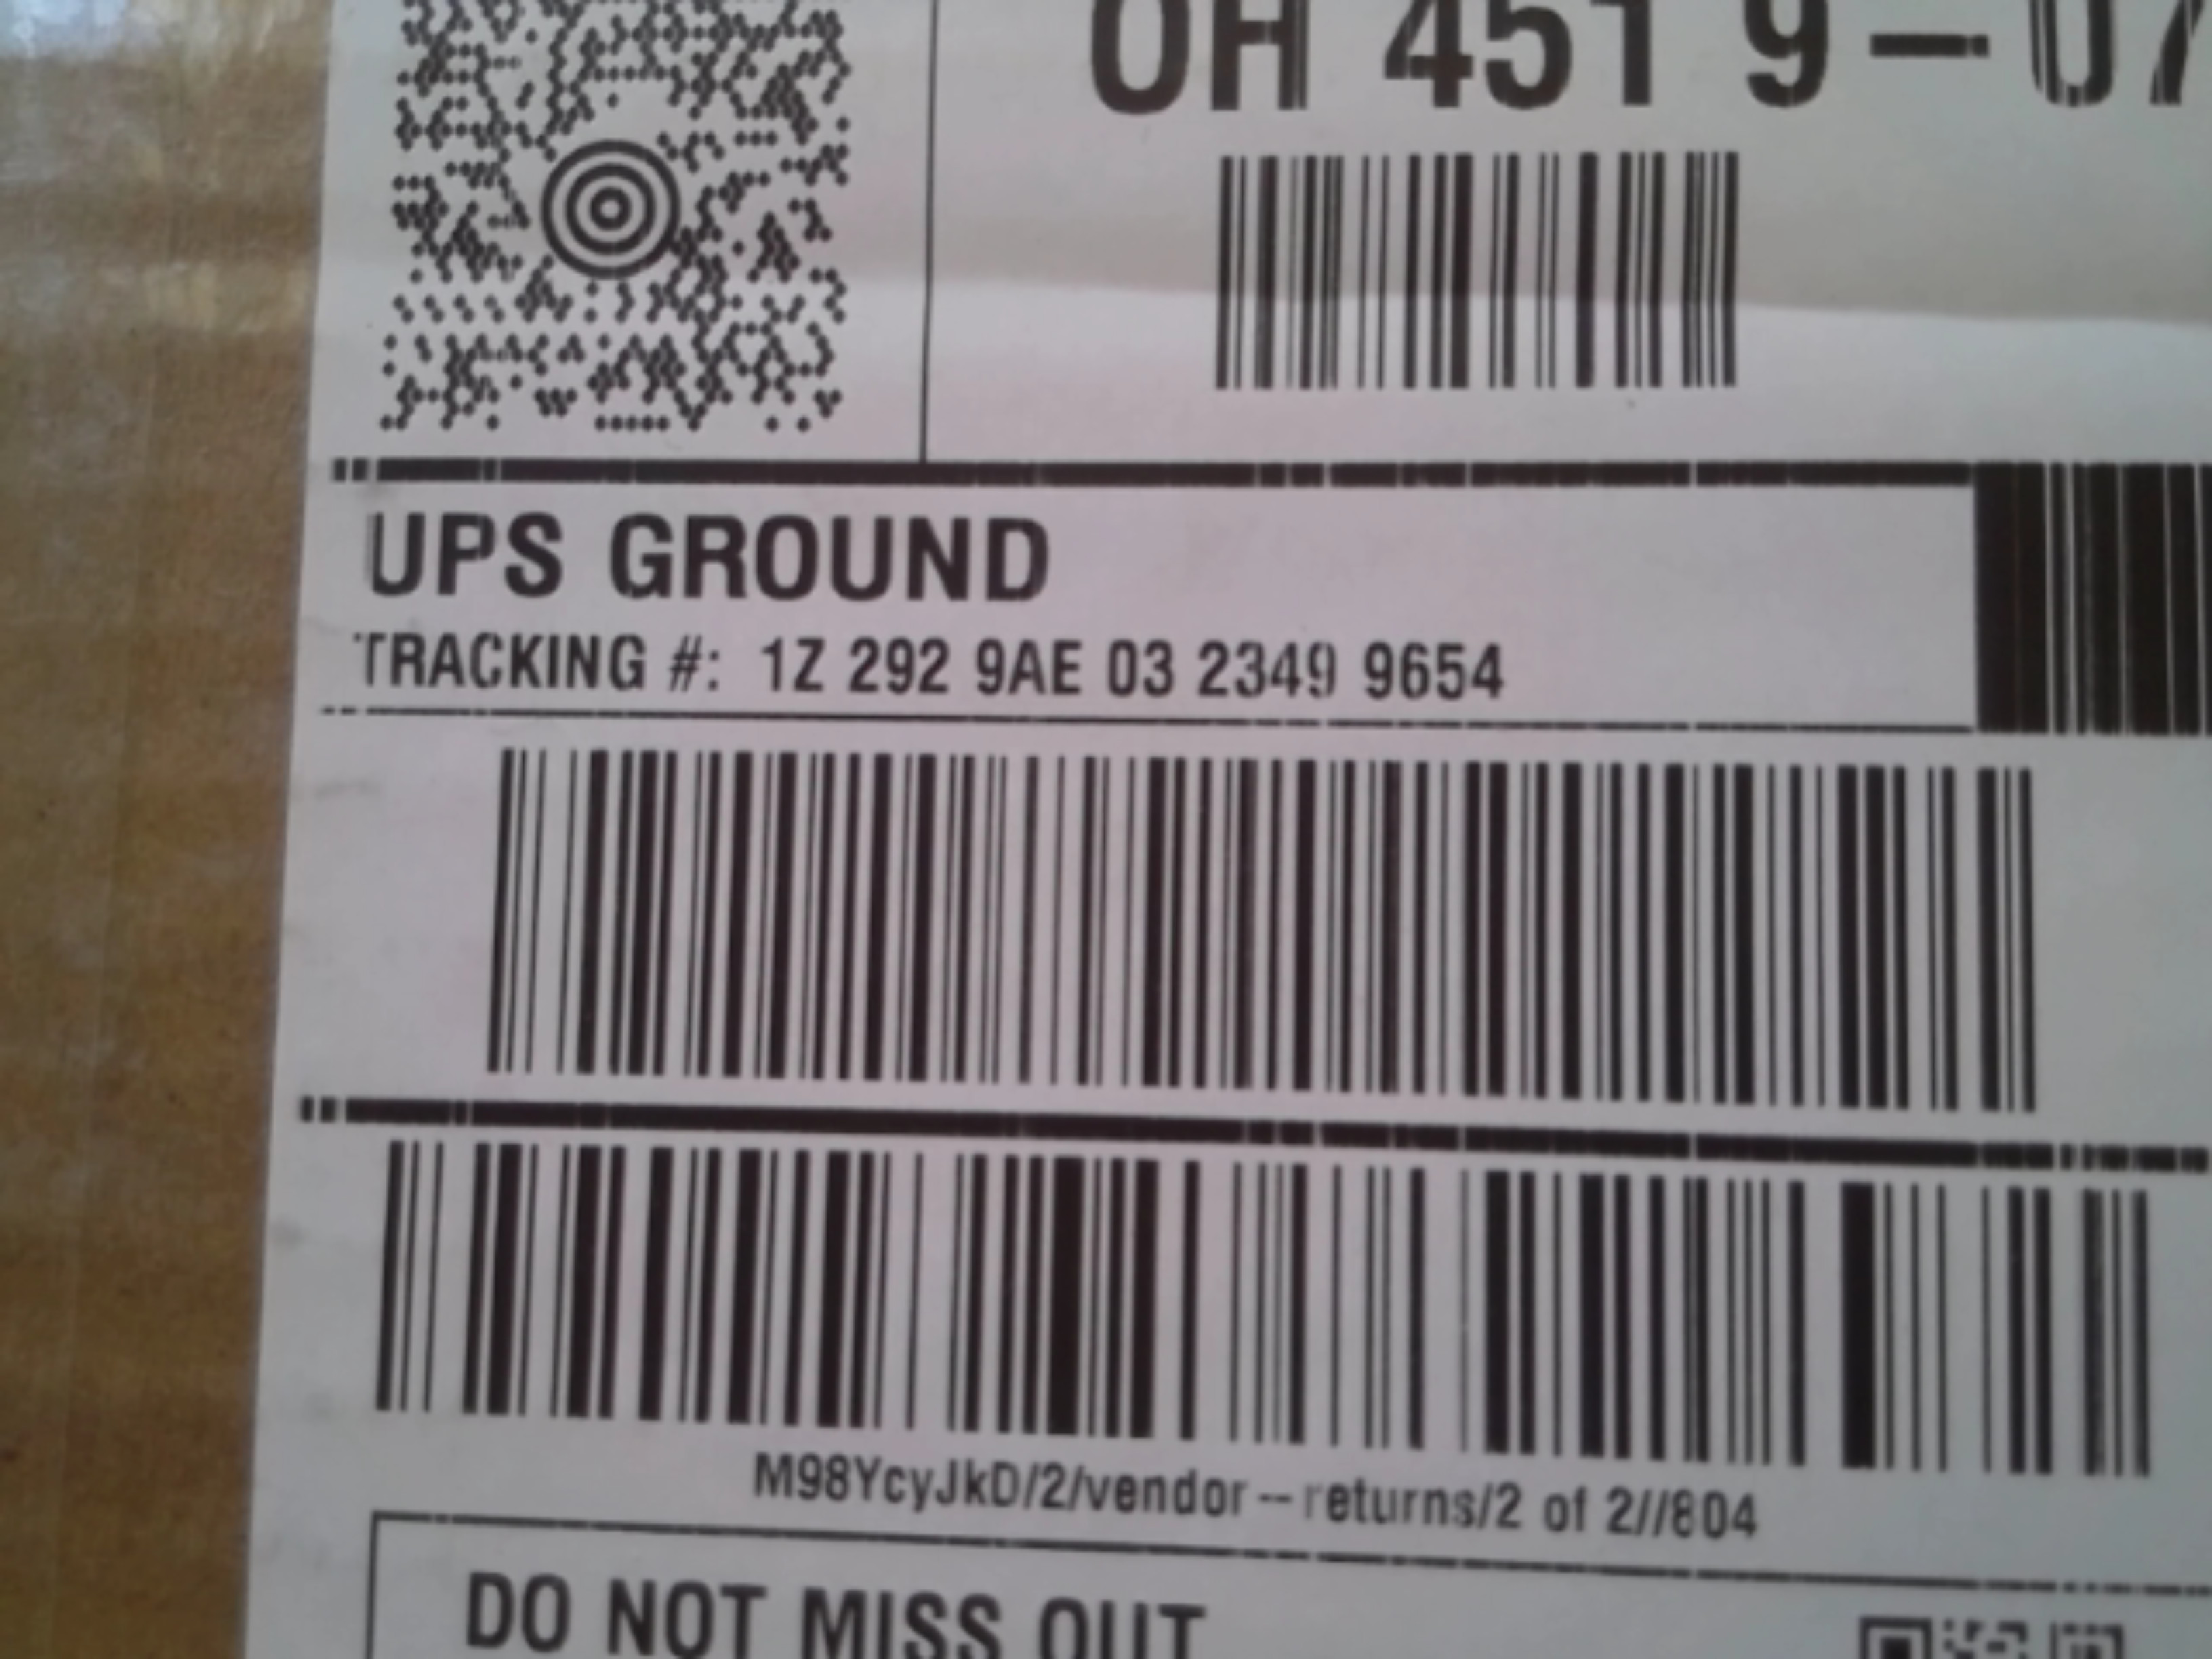 OH 451 9-07
UPS GROUND
TRACKING #: 1Z 292 9AE 03 2349 9654
M98YcyJkD/2/vendor--returns/2 of 2//804
DO NOT MISS OUT